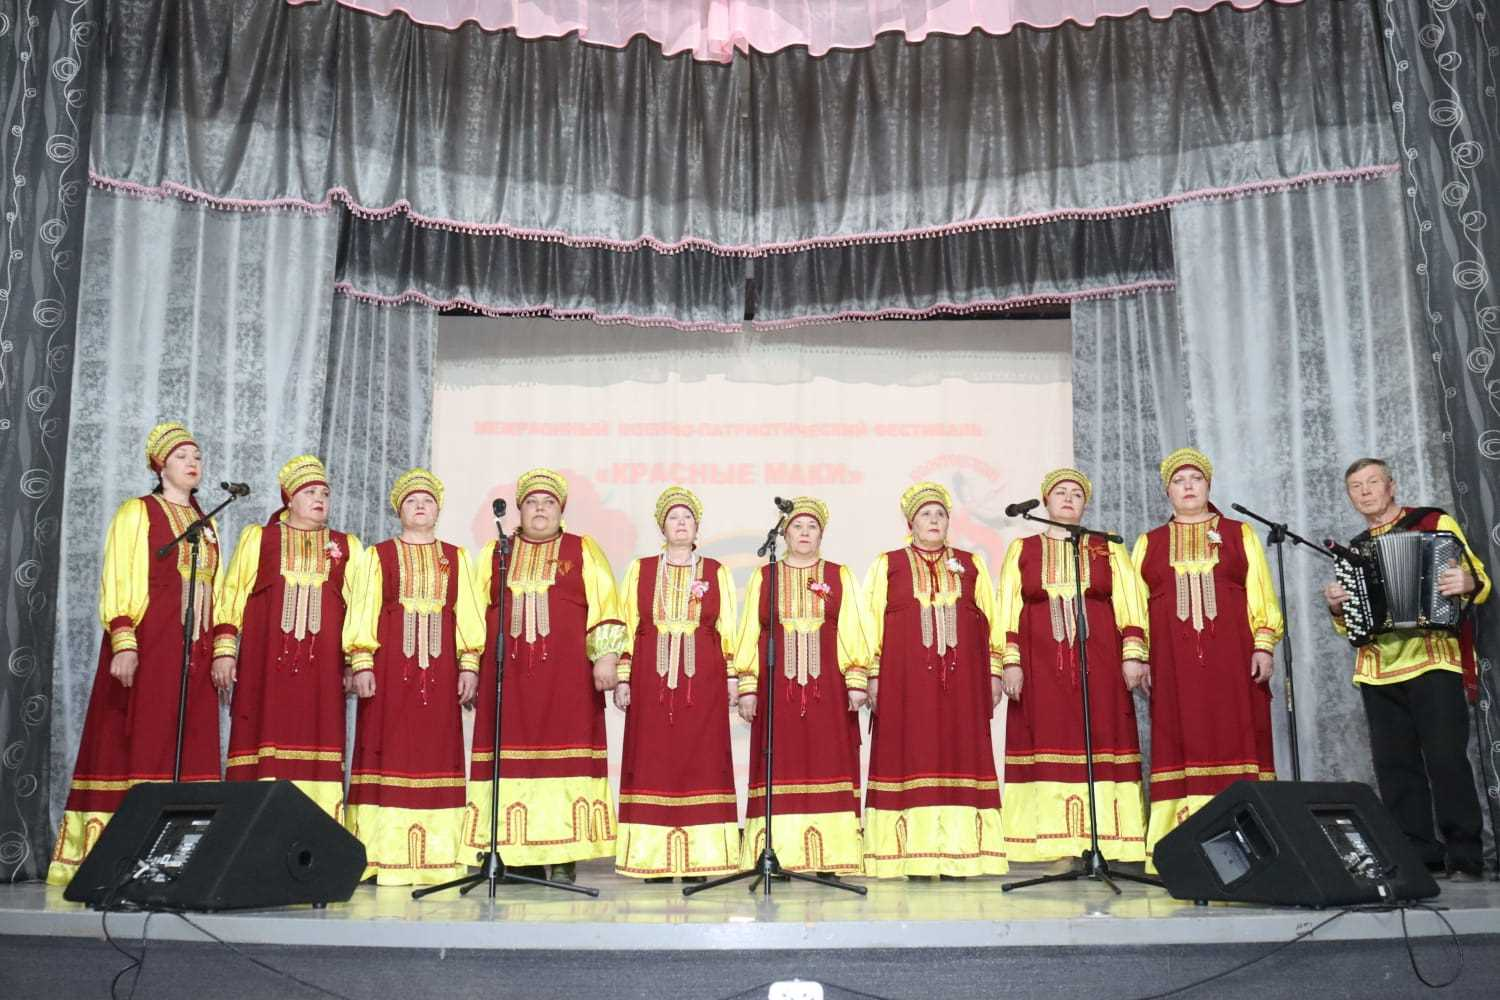 МЕЖРАЙОННЫЙ ВОЕННО-ПАТРИОТИЧЕСКИЙ ФЕСТИВАЛЬ
«КРАСНЫЕ МАКИ»